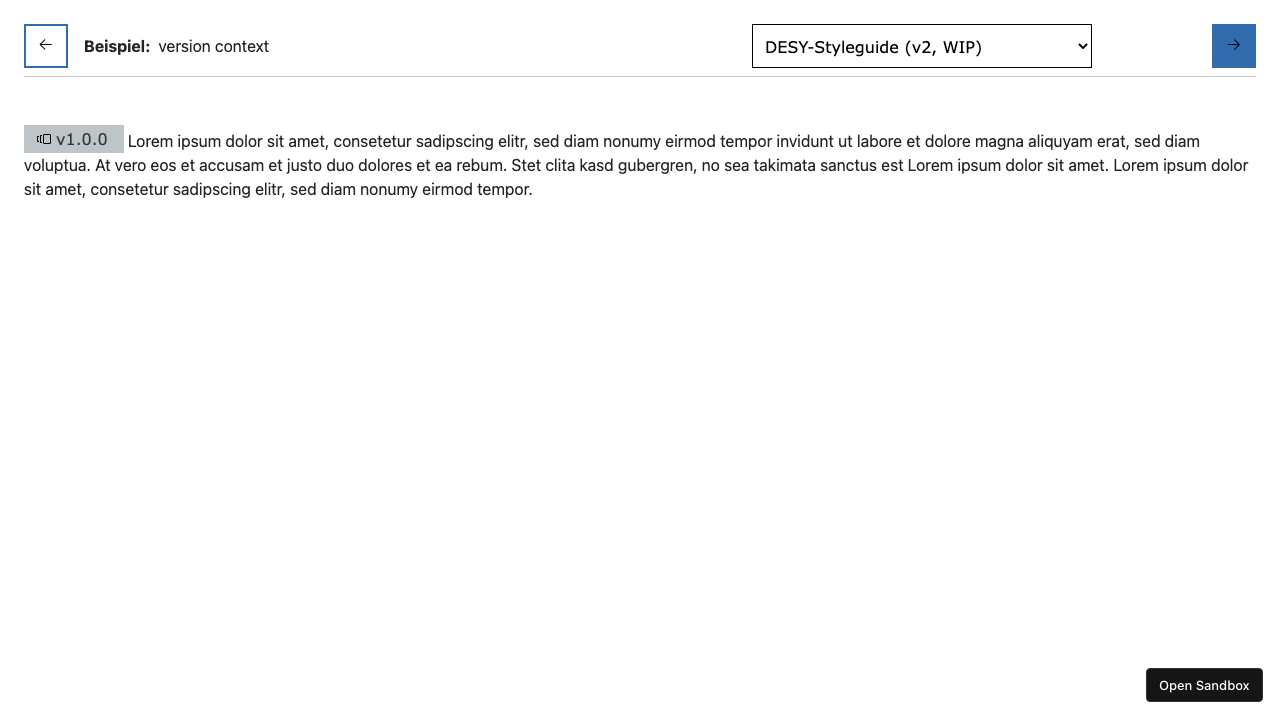 Beispiel: version context
DESY-Styleguide (v2, WIP)
v1.0.0 Lorem ipsum dolor sit amet, consetetur sadipscing elitr, sed diam nonumy eirmod tempor invidunt ut labore et dolore magna aliquyam erat, sed diam
voluptua. At vero eos et accusam et justo duo dolores et ea rebum. Stet clita kasd gubergren, no sea takimata sanctus est Lorem ipsum dolor sit amet. Lorem ipsum dolor
sit amet, consetetur sadipscing elitr, sed diam nonumy eirmod tempor.
Open Sandbox